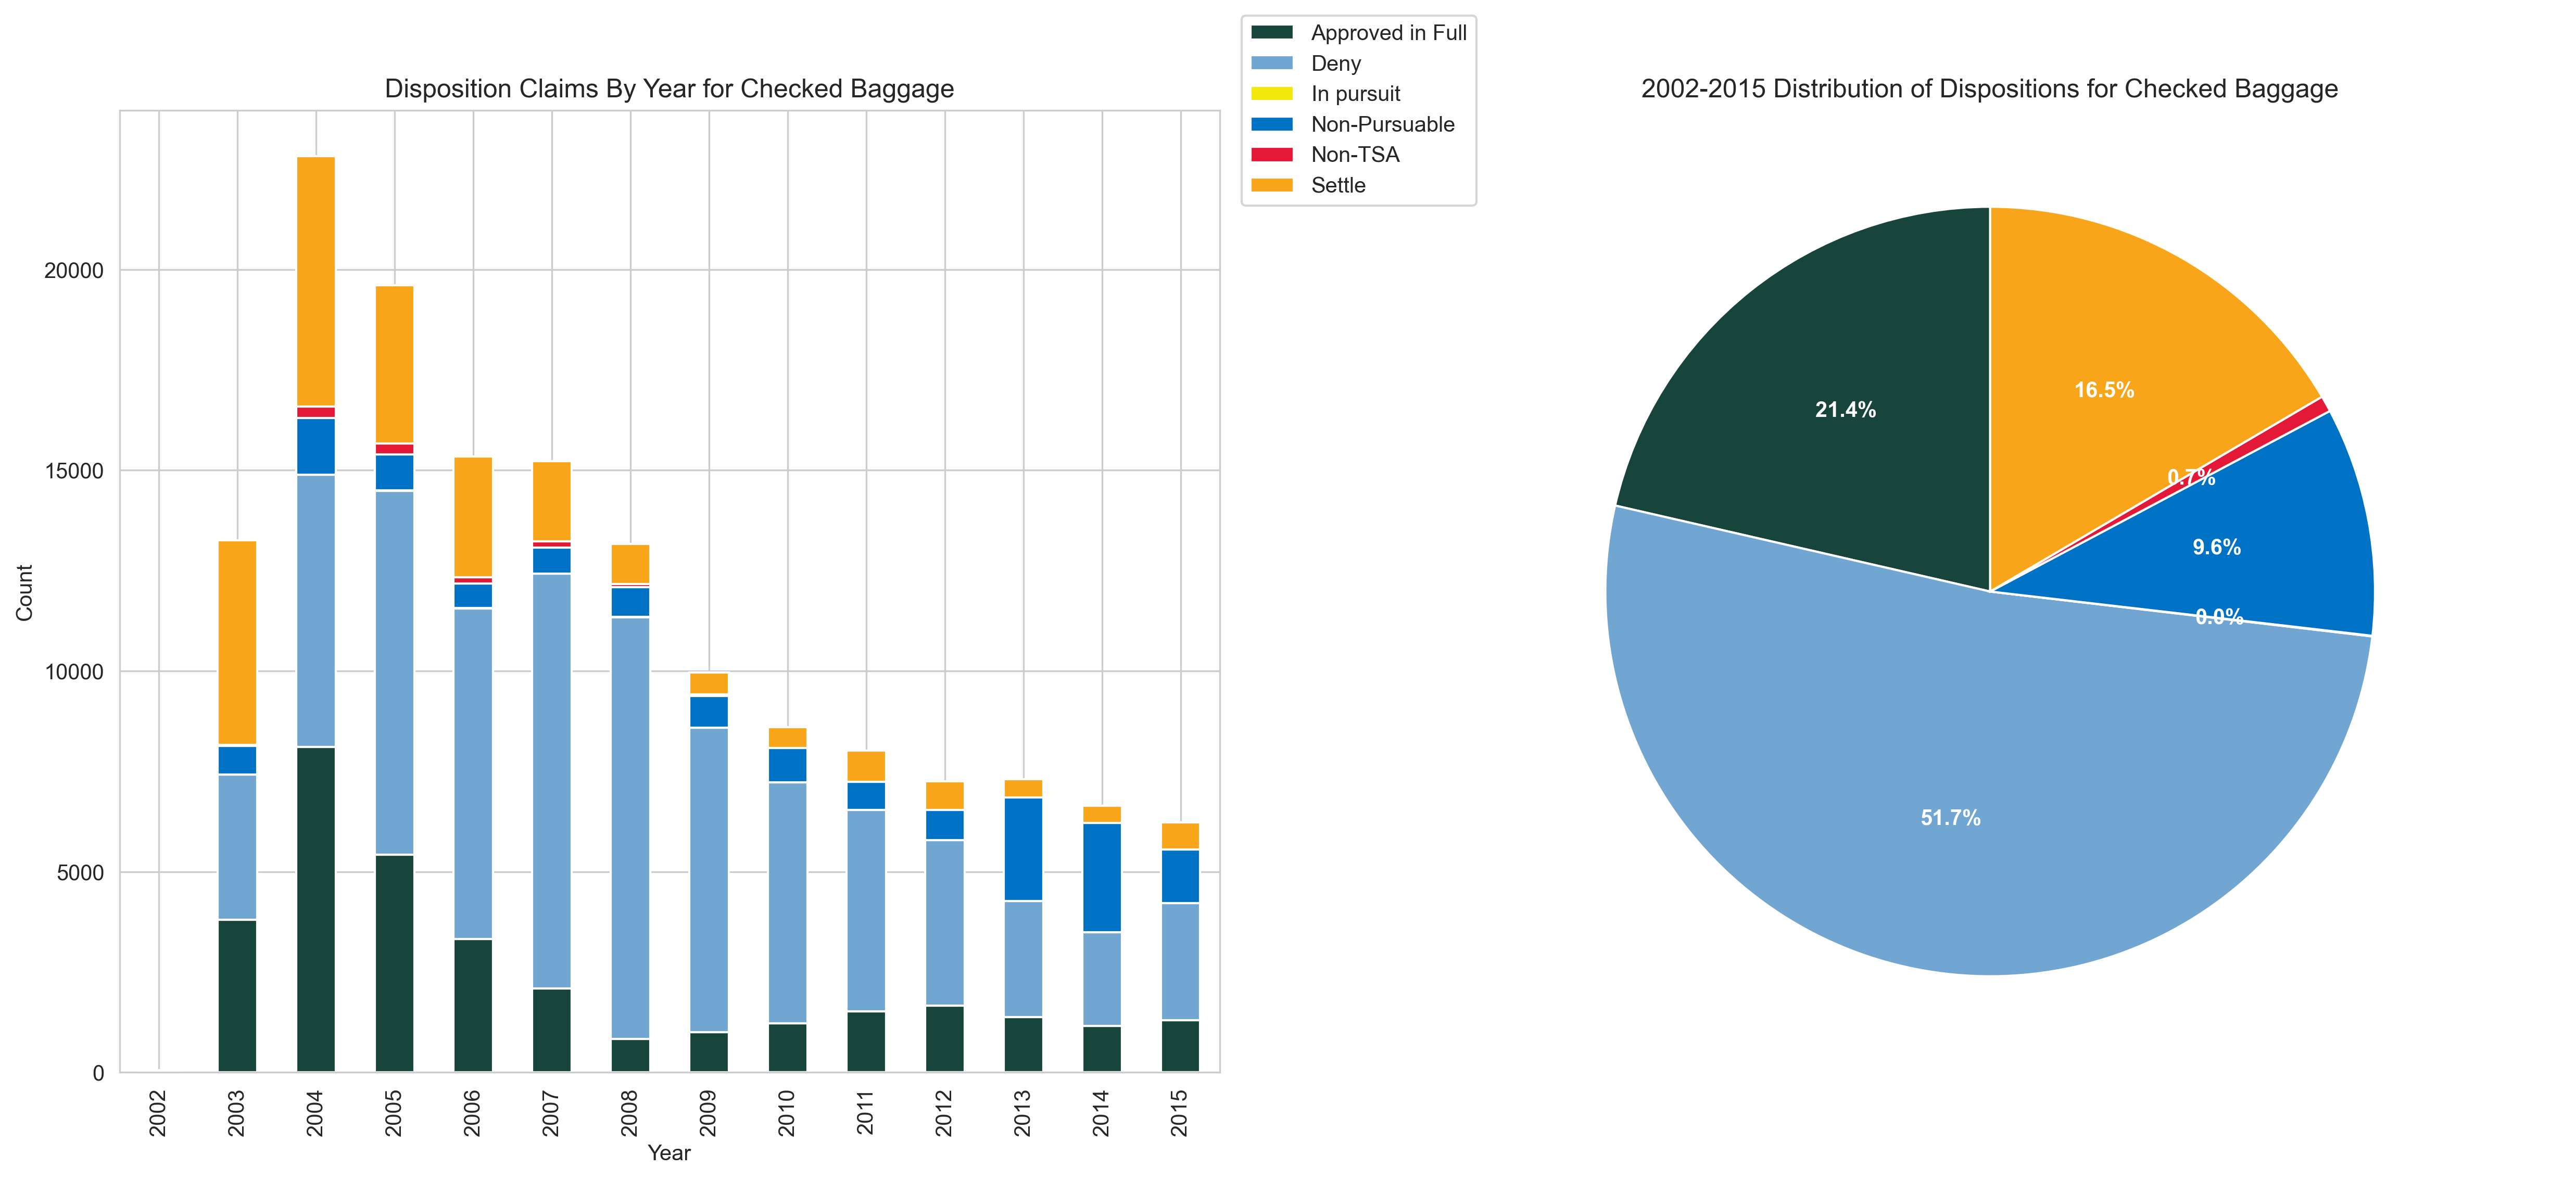 Approved in Full
Deny
In pursuit
Non-Pursuable
Non-TSA
Settle
Disposition Claims By Year for Checked Baggage
Count
20000
15000
10000
5000
0
2002
2003
2004
2005
2006
2007
2008
2009
2010
2011
2012
2013
2014
2015
Year
2002-2015 Distribution of Dispositions for Checked Baggage
21.4%
16.5%
0.7%
9.6%
0.0%
51.7%